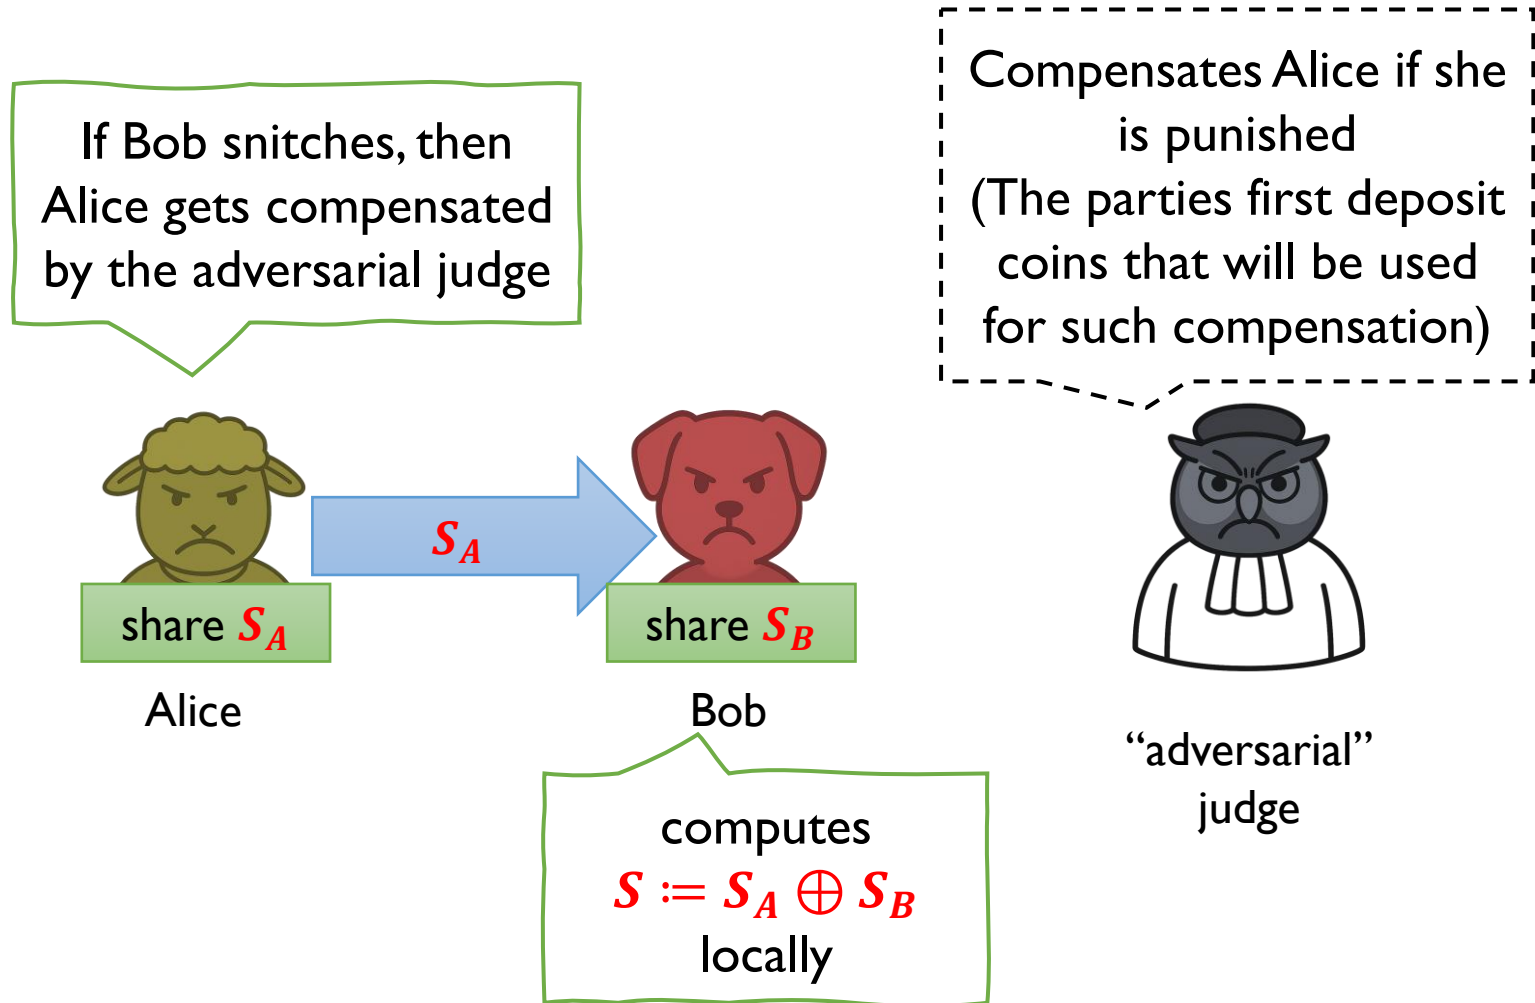 If Bob snitches, then
Alice gets compensated
by the adversarial judge
Compensates Alice if she
is punished
(The parties first deposit
coins that will be used
for such compensation)
S_A
share S_A
share S_B
Alice
Bob
“adversarial”
judge
computes
S ≔ S_A ⊕ S_B
locally